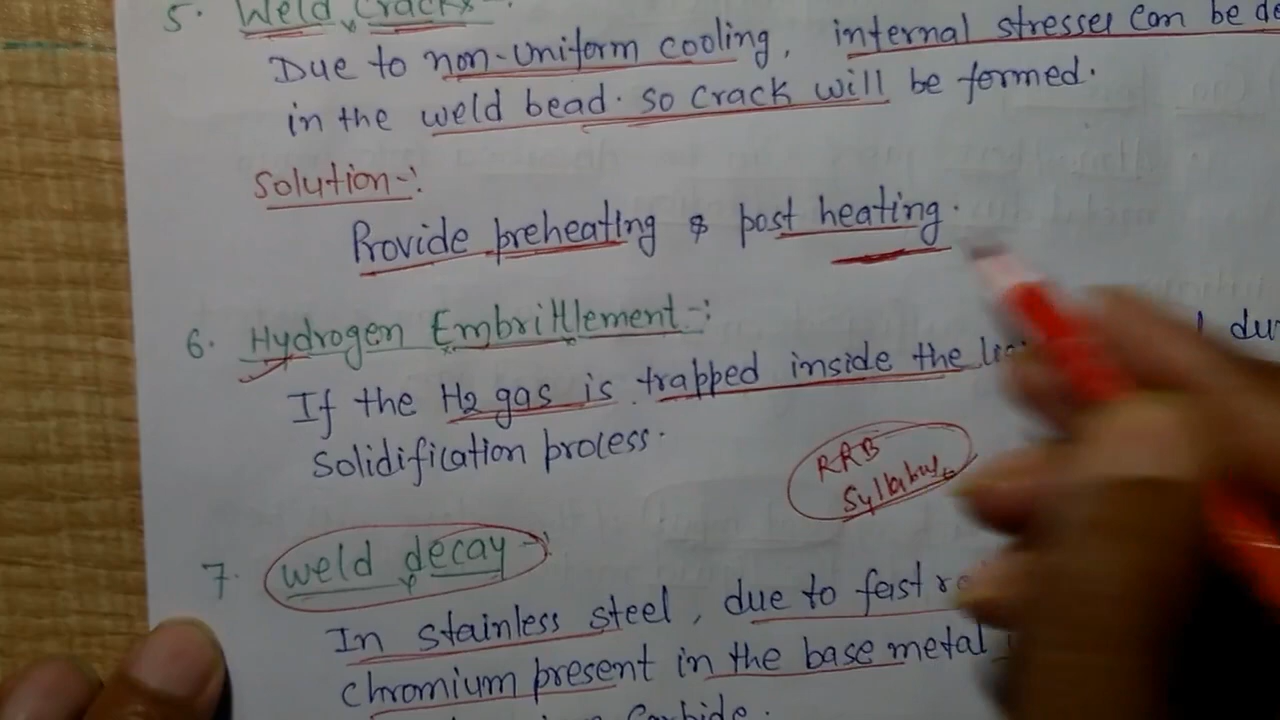 5. Weld Cracks :-
Due to non-uniform cooling, internal stresses can be de
in the weld bead. so crack will be formed.
Solution-:
Provide preheating & post heating.
6. Hydrogen Embrittlement-:
If the H2 gas is trapped inside the du
solidification process.
RRB
Syllabus
7. weld decay-:
In stainless steel, due to fast
chromium present in the base metal
Carbide.